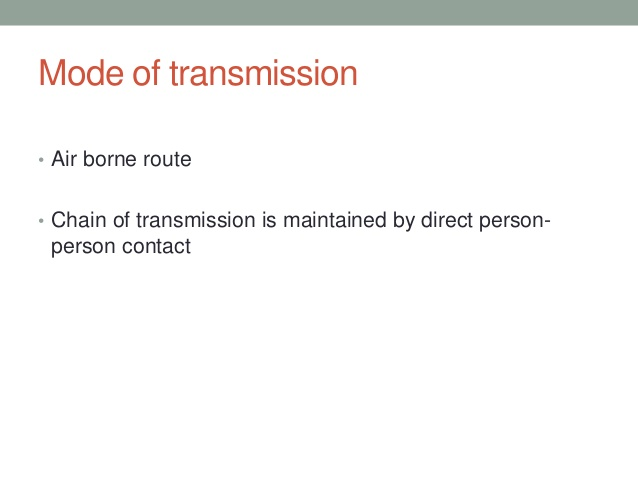 Mode of transmission
• Air borne route
• Chain of transmission is maintained by direct person-
person contact